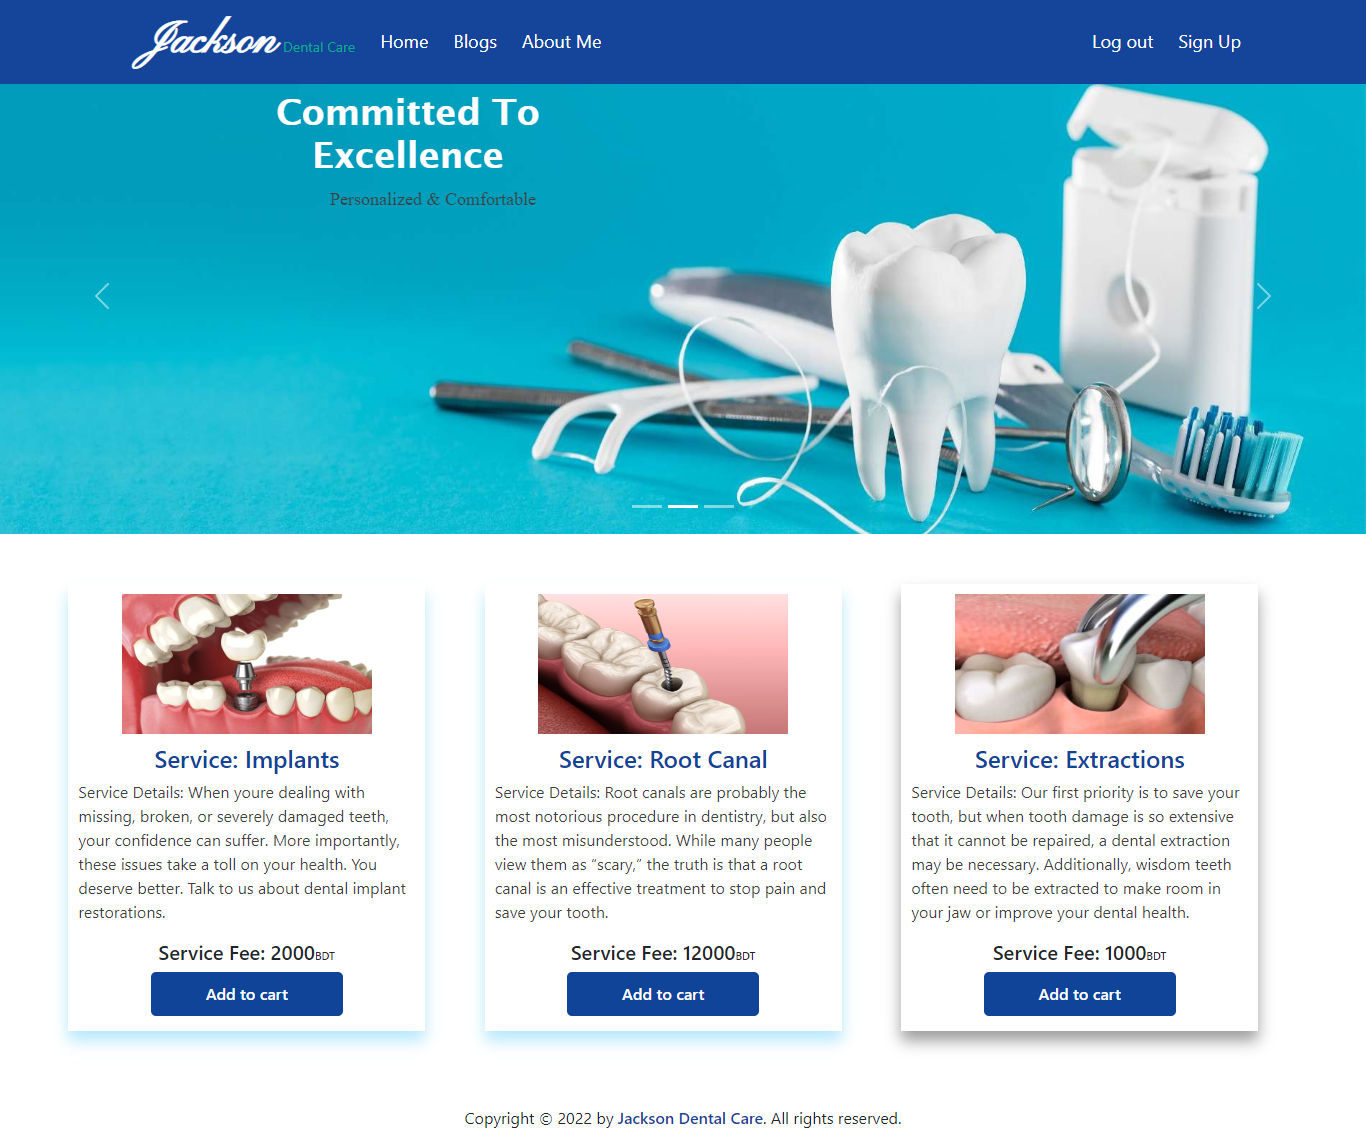 Jackson Dental Care Home Blogs About Me Log out Sign Up
Committed To
Excellence
Personalized & Comfortable
Service: Implants
Service Details: When youre dealing with
missing, broken, or severely damaged teeth,
your confidence can suffer. More importantly,
these issues take a toll on your health. You
deserve better. Talk to us about dental implant
restorations.
Service Fee: 2000BDT
Add to cart
Service: Root Canal
Service Details: Root canals are probably the
most notorious procedure in dentistry, but also
the most misunderstood. While many people
view them as “scary,” the truth is that a root
canal is an effective treatment to stop pain and
save your tooth.
Service Fee: 12000BDT
Add to cart
Service: Extractions
Service Details: Our first priority is to save your
tooth, but when tooth damage is so extensive
that it cannot be repaired, a dental extraction
may be necessary. Additionally, wisdom teeth
often need to be extracted to make room in
your jaw or improve your dental health.
Service Fee: 1000BDT
Add to cart
Copyright © 2022 by Jackson Dental Care. All rights reserved.